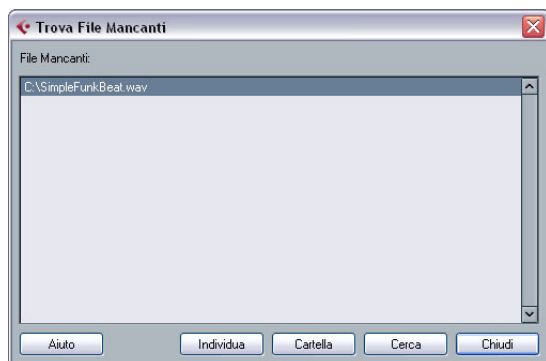 Trova File Mancanti
File Mancanti:
C:\SimpleFunkBeat.wav
Aiuto Individua Cartella Cerca Chiudi